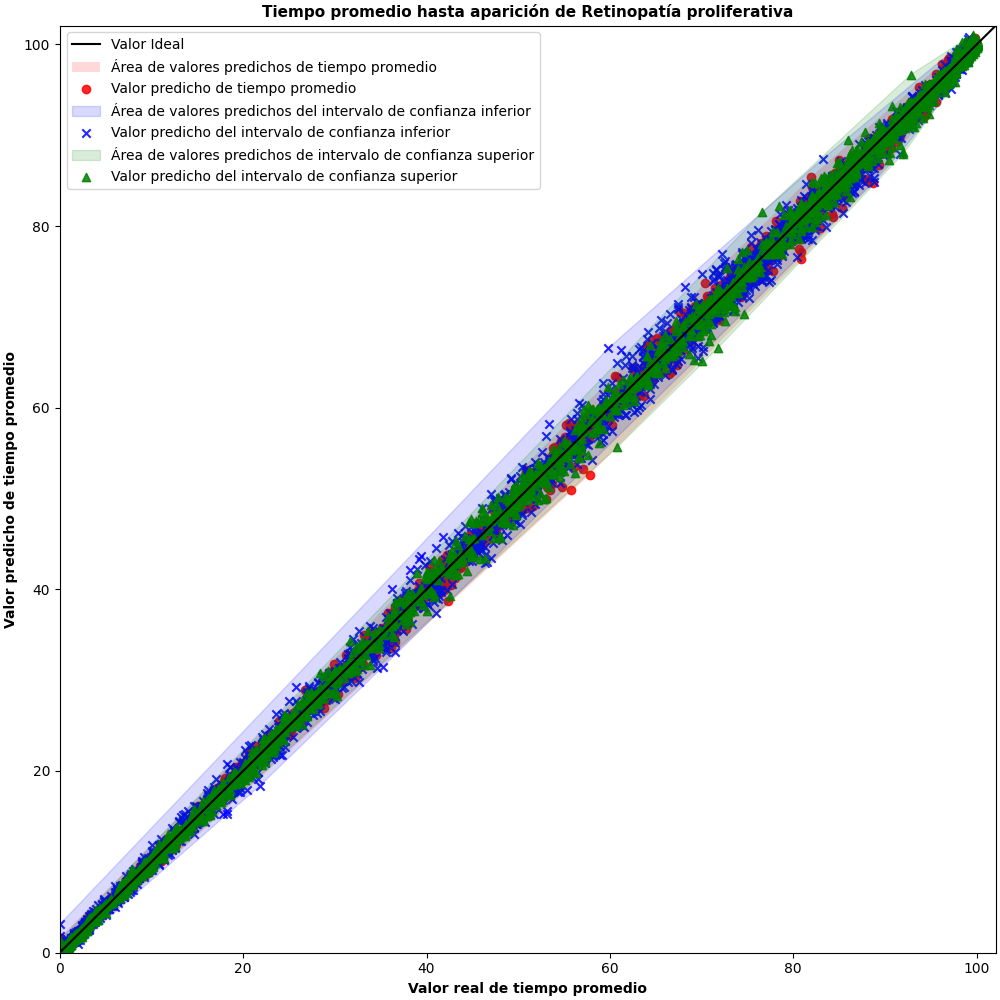 Tiempo promedio hasta aparición de Retinopatía proliferativa
Valor Ideal
Área de valores predichos de tiempo promedio
Valor predicho de tiempo promedio
Área de valores predichos del intervalo de confianza inferior
Valor predicho del intervalo de confianza inferior
Área de valores predichos de intervalo de confianza superior
Valor predicho del intervalo de confianza superior
Valor predicho de tiempo promedio
100
80
60
40
20
0
0 20 40 60 80 100
Valor real de tiempo promedio